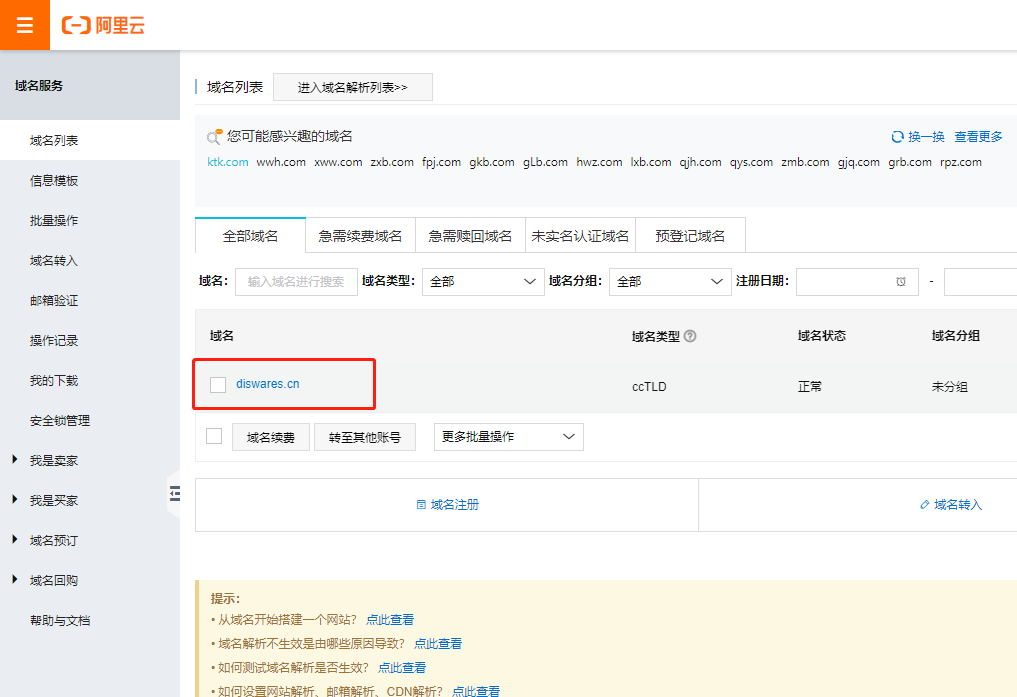 阿里云
域名服务
域名列表
信息模板
批量操作
域名转入
邮箱验证
操作记录
我的下载
安全锁管理
我是卖家
我是买家
域名预订
域名回购
帮助与文档
域名列表 进入域名解析列表>>
您可能感兴趣的域名 换一换 查看更多
ktk.com wwh.com xww.com zxb.com fpj.com gkb.com gLb.com hwz.com lxb.com qjh.com qys.com zmb.com gjq.com grb.com rpz.com
全部域名 急需续费域名 急需赎回域名 未实名认证域名 预登记域名
域名: 输入域名进行搜索 域名类型: 全部 域名分组: 全部 注册日期: -
域名 域名类型 域名状态 域名分组
diswares.cn ccTLD 正常 未分组
域名续费 转至其他账号 更多批量操作
域名注册 域名转入
提示:
• 从域名开始搭建一个网站? 点此查看
• 域名解析不生效是由哪些原因导致? 点此查看
• 如何测试域名解析是否生效? 点此查看
• 如何设置网站解析、邮箱解析、CDN解析? 点此查看